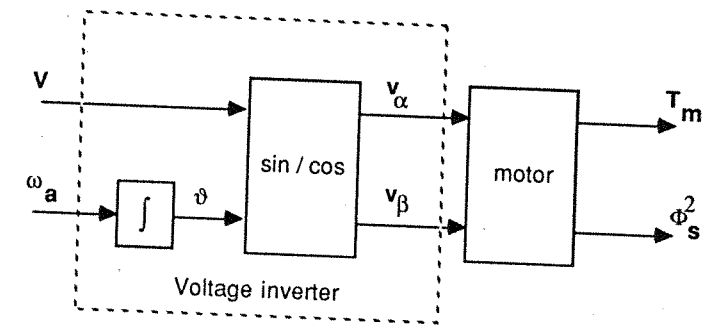 V
v_α
T_m
sin / cos
motor
ω_a
∫
ϑ
v_β
Φ_s^2
Voltage inverter